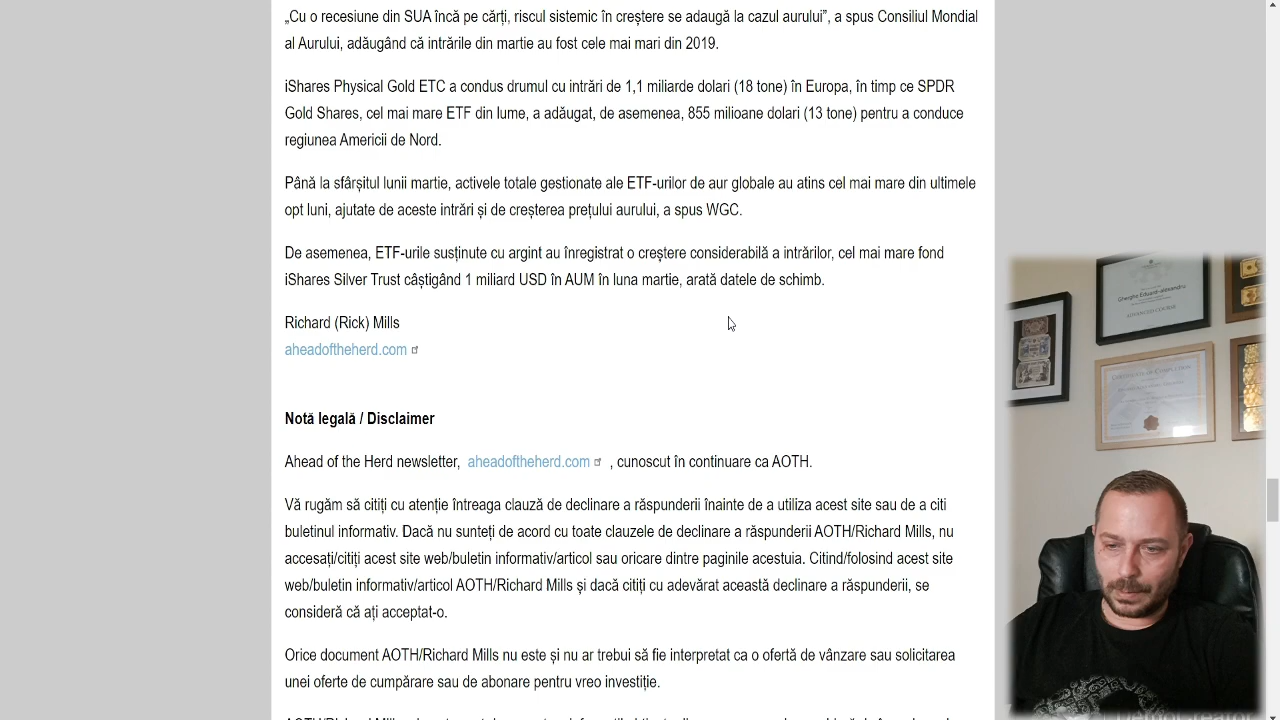 „Cu o recesiune din SUA încă pe cărți, riscul sistemic în creștere se adaugă la cazul aurului”, a spus Consiliul Mondial
al Aurului, adăugând că intrările din martie au fost cele mai mari din 2019.
iShares Physical Gold ETC a condus drumul cu intrări de 1,1 miliarde dolari (18 tone) în Europa, în timp ce SPDR
Gold Shares, cel mai mare ETF din lume, a adăugat, de asemenea, 855 milioane dolari (13 tone) pentru a conduce
regiunea Americii de Nord.
Până la sfârșitul lunii martie, activele totale gestionate ale ETF-urilor de aur globale au atins cel mai mare din ultimele
opt luni, ajutate de aceste intrări și de creșterea prețului aurului, a spus WGC.
De asemenea, ETF-urile susținute cu argint au înregistrat o creștere considerabilă a intrărilor, cel mai mare fond
iShares Silver Trust câștigând 1 miliard USD în AUM în luna martie, arată datele de schimb.
Richard (Rick) Mills
aheadoftheherd.com
Notă legală / Disclaimer
Ahead of the Herd newsletter, aheadoftheherd.com , cunoscut în continuare ca AOTH.
Vă rugăm să citiți cu atenție întreaga clauză de declinare a răspunderii înainte de a utiliza acest site sau de a citi
buletinul informativ. Dacă nu sunteți de acord cu toate clauzele de declinare a răspunderii AOTH/Richard Mills, nu
accesați/citiți acest site web/buletin informativ/articol sau oricare dintre paginile acestuia. Citind/folosind acest site
web/buletin informativ/articol AOTH/Richard Mills și dacă citiți cu adevărat această declinare a răspunderii, se
consideră că ați acceptat-o.
Orice document AOTH/Richard Mills nu este și nu ar trebui să fie interpretat ca o ofertă de vânzare sau solicitarea
unei oferte de cumpărare sau de abonare pentru vreo investiție.
Gheorghe Eduard-alexandru
ADVANCED COURSE